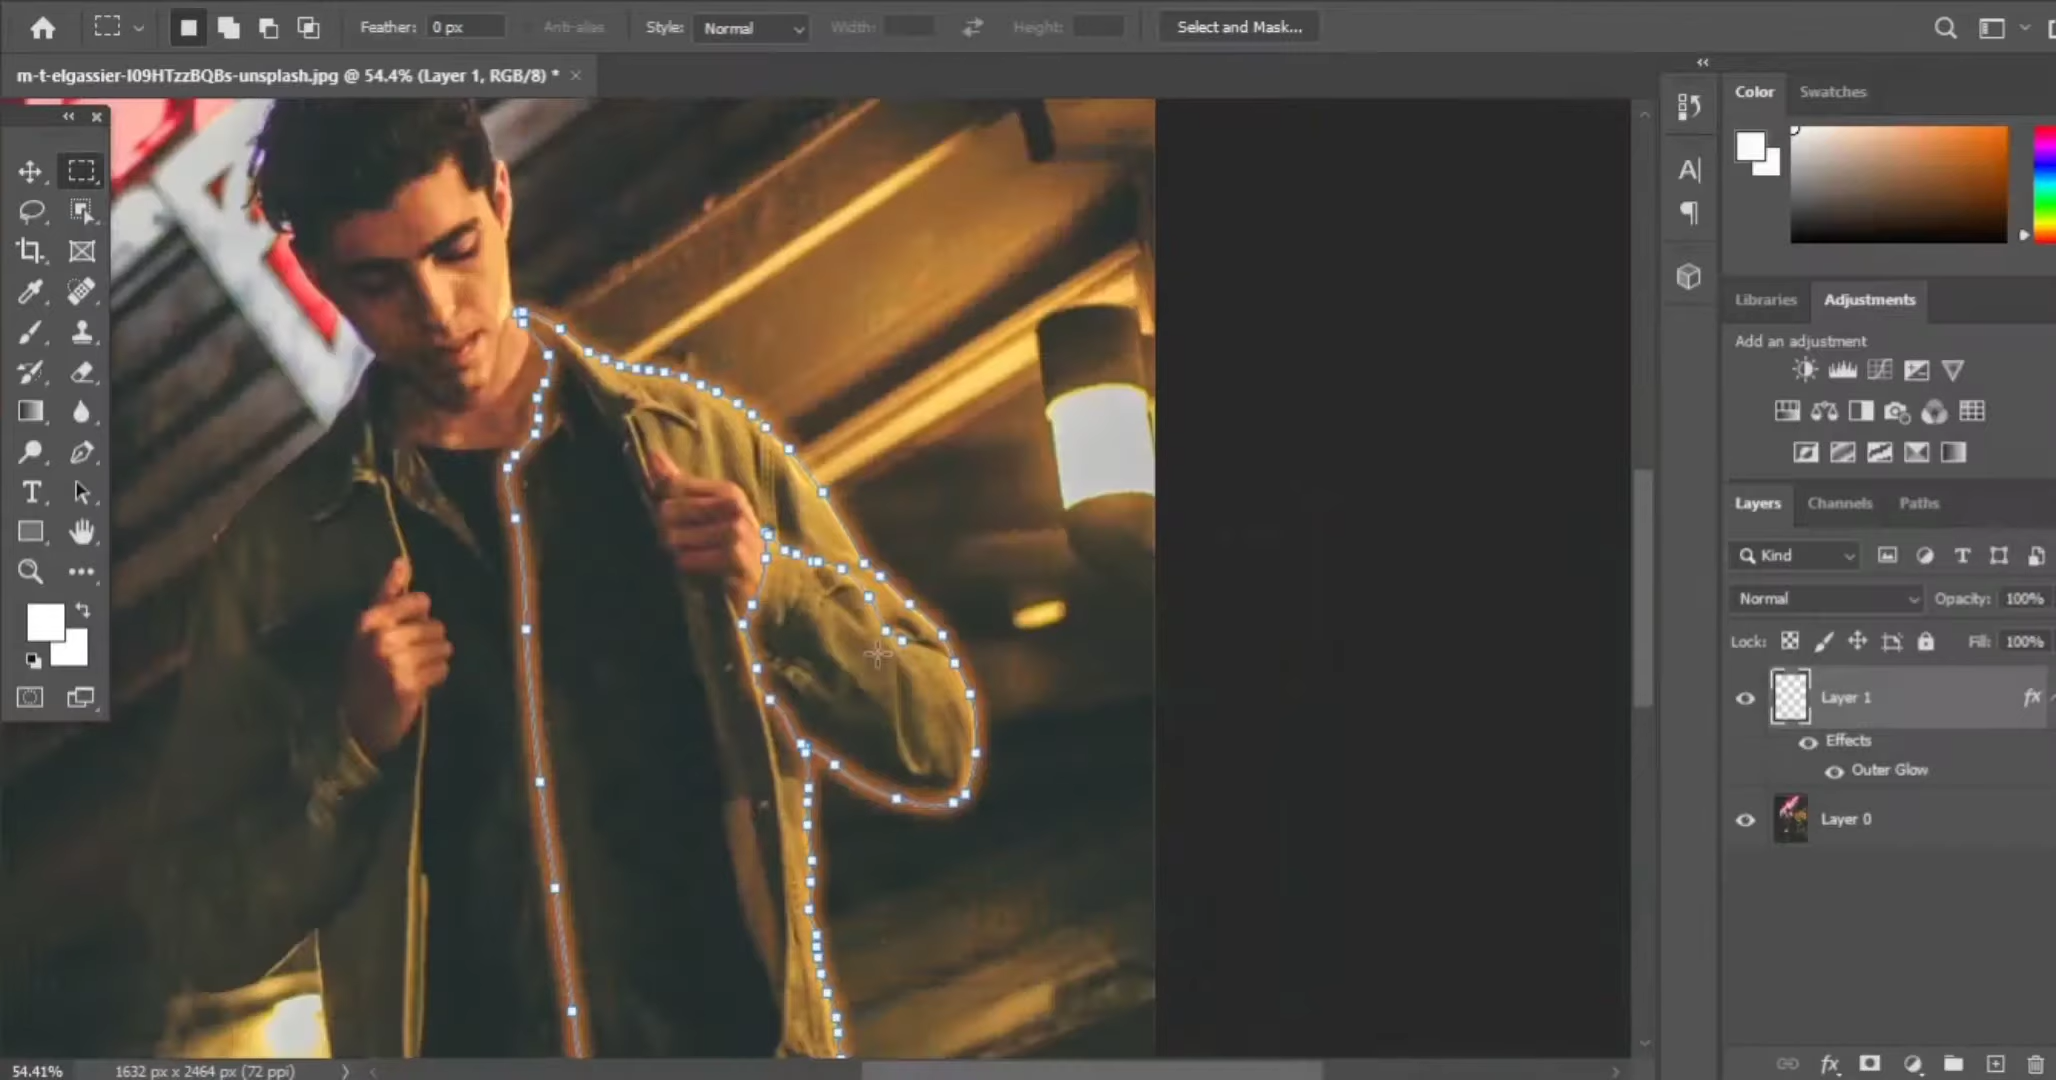 Feather: 0 px Anti-alias Style: Normal Width: Height: Select and Mask...
m-t-elgassier-I09HTzzBQBs-unsplash.jpg @ 54.4% (Layer 1, RGB/8) *
Color Swatches
Libraries Adjustments
Add an adjustment
Layers Channels Paths
Kind
Normal Opacity: 100%
Lock: Fill: 100%
Layer 1 fx
Effects
Outer Glow
Layer 0
54.41% 1632 px x 2464 px (72 ppi)